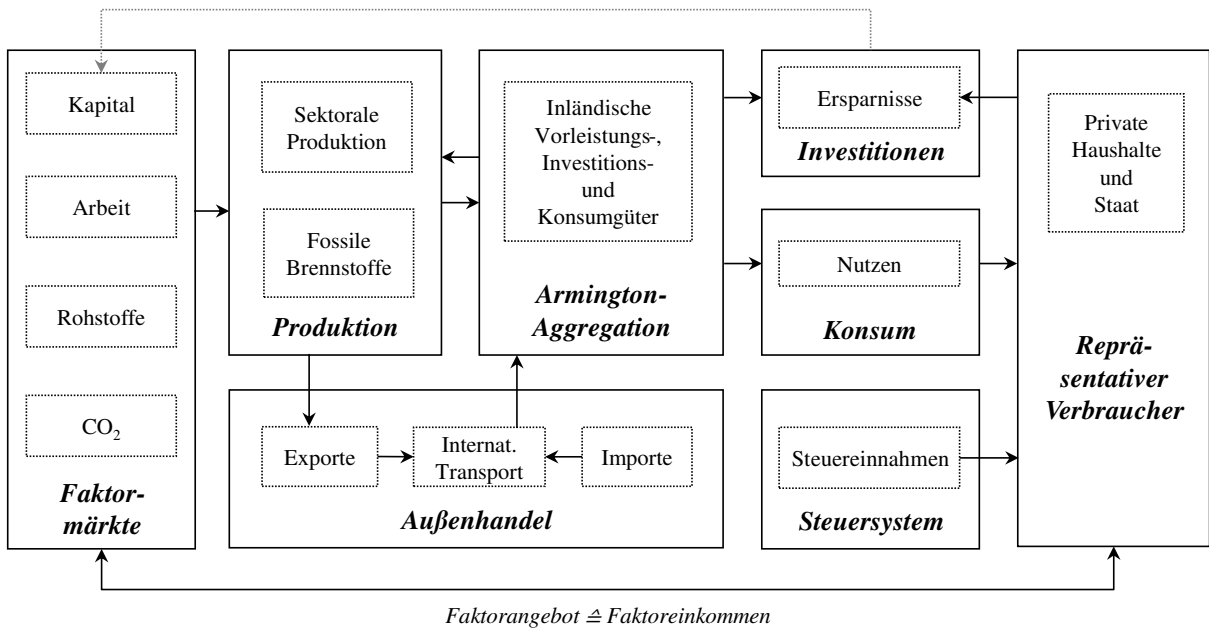 Kapital
Arbeit
Rohstoffe
CO₂
Faktor-
märkte
Sektorale
Produktion
Fossile
Brennstoffe
Produktion
Inländische
Vorleistungs-,
Investitions-
und
Konsumgüter
Armington-
Aggregation
Ersparnisse
Investitionen
Nutzen
Konsum
Private
Haushalte
und
Staat
Reprä-
sentativer
Verbraucher
Exporte
Internat.
Transport
Importe
Außenhandel
Steuereinnahmen
Steuersystem
Faktorangebot ≙ Faktoreinkommen